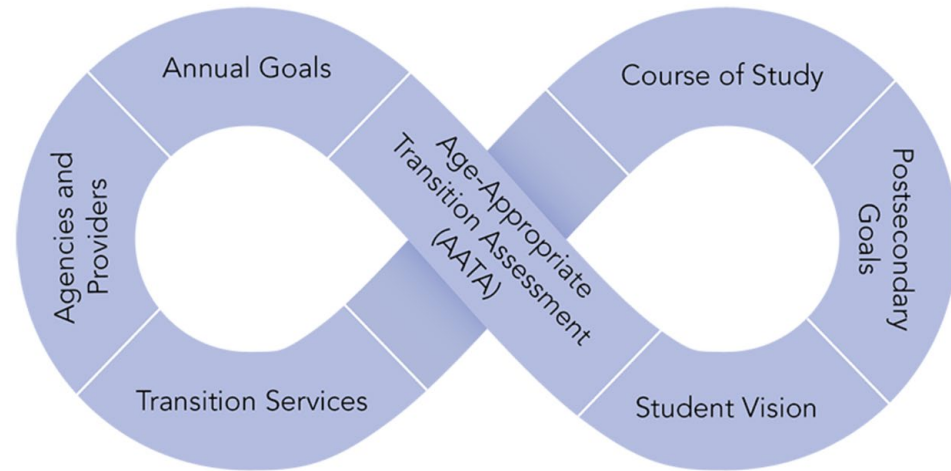 Annual Goals
Agencies and
Providers
Transition Services
Age-Appropriate
Transition Assessment
(AATA)
Course of Study
Postsecondary
Goals
Student Vision